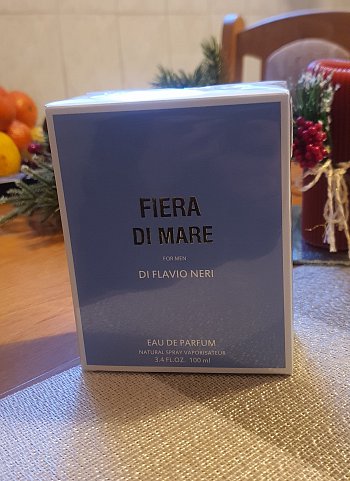 FIERA
DI MARE
FOR MEN
DI FLAVIO NERI
EAU DE PARFUM
NATURAL SPRAY VAPORISATEUR
3.4 FL.OZ. 100 ml